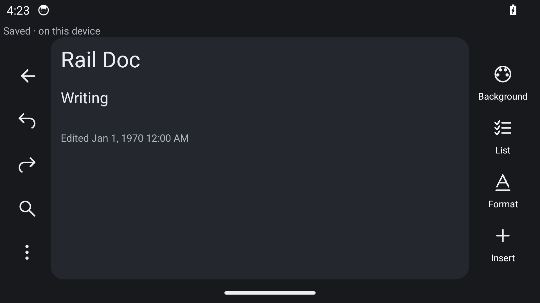 4:23
Saved · on this device
Rail Doc
Writing
Edited Jan 1, 1970 12:00 AM
Background
List
Format
Insert